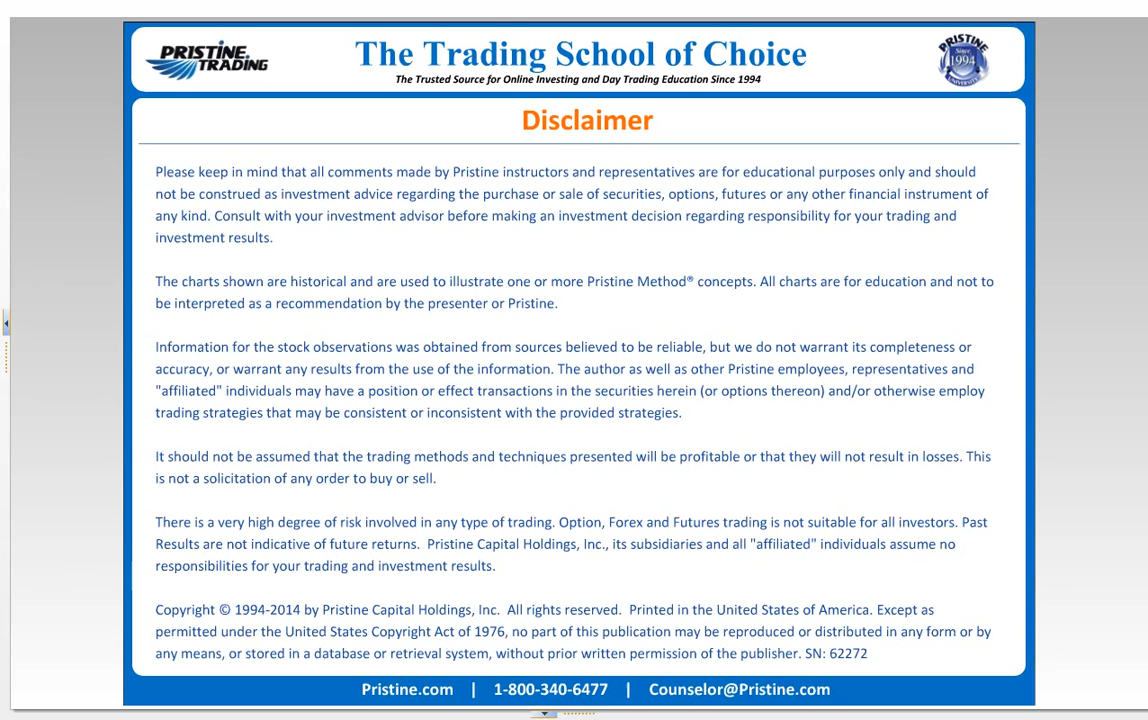 PRISTINE
TRADING
The Trading School of Choice
The Trusted Source for Online Investing and Day Trading Education Since 1994
PRISTINE
Since
1994
UNIVERSITY
Disclaimer
Please keep in mind that all comments made by Pristine instructors and representatives are for educational purposes only and should
not be construed as investment advice regarding the purchase or sale of securities, options, futures or any other financial instrument of
any kind. Consult with your investment advisor before making an investment decision regarding responsibility for your trading and
investment results.
The charts shown are historical and are used to illustrate one or more Pristine Method® concepts. All charts are for education and not to
be interpreted as a recommendation by the presenter or Pristine.
Information for the stock observations was obtained from sources believed to be reliable, but we do not warrant its completeness or
accuracy, or warrant any results from the use of the information. The author as well as other Pristine employees, representatives and
"affiliated" individuals may have a position or effect transactions in the securities herein (or options thereon) and/or otherwise employ
trading strategies that may be consistent or inconsistent with the provided strategies.
It should not be assumed that the trading methods and techniques presented will be profitable or that they will not result in losses. This
is not a solicitation of any order to buy or sell.
There is a very high degree of risk involved in any type of trading. Option, Forex and Futures trading is not suitable for all investors. Past
Results are not indicative of future returns.  Pristine Capital Holdings, Inc., its subsidiaries and all "affiliated" individuals assume no
responsibilities for your trading and investment results.
Copyright © 1994-2014 by Pristine Capital Holdings, Inc.  All rights reserved.  Printed in the United States of America. Except as
permitted under the United States Copyright Act of 1976, no part of this publication may be reproduced or distributed in any form or by
any means, or stored in a database or retrieval system, without prior written permission of the publisher. SN: 62272
Pristine.com | 1-800-340-6477 | Counselor@Pristine.com